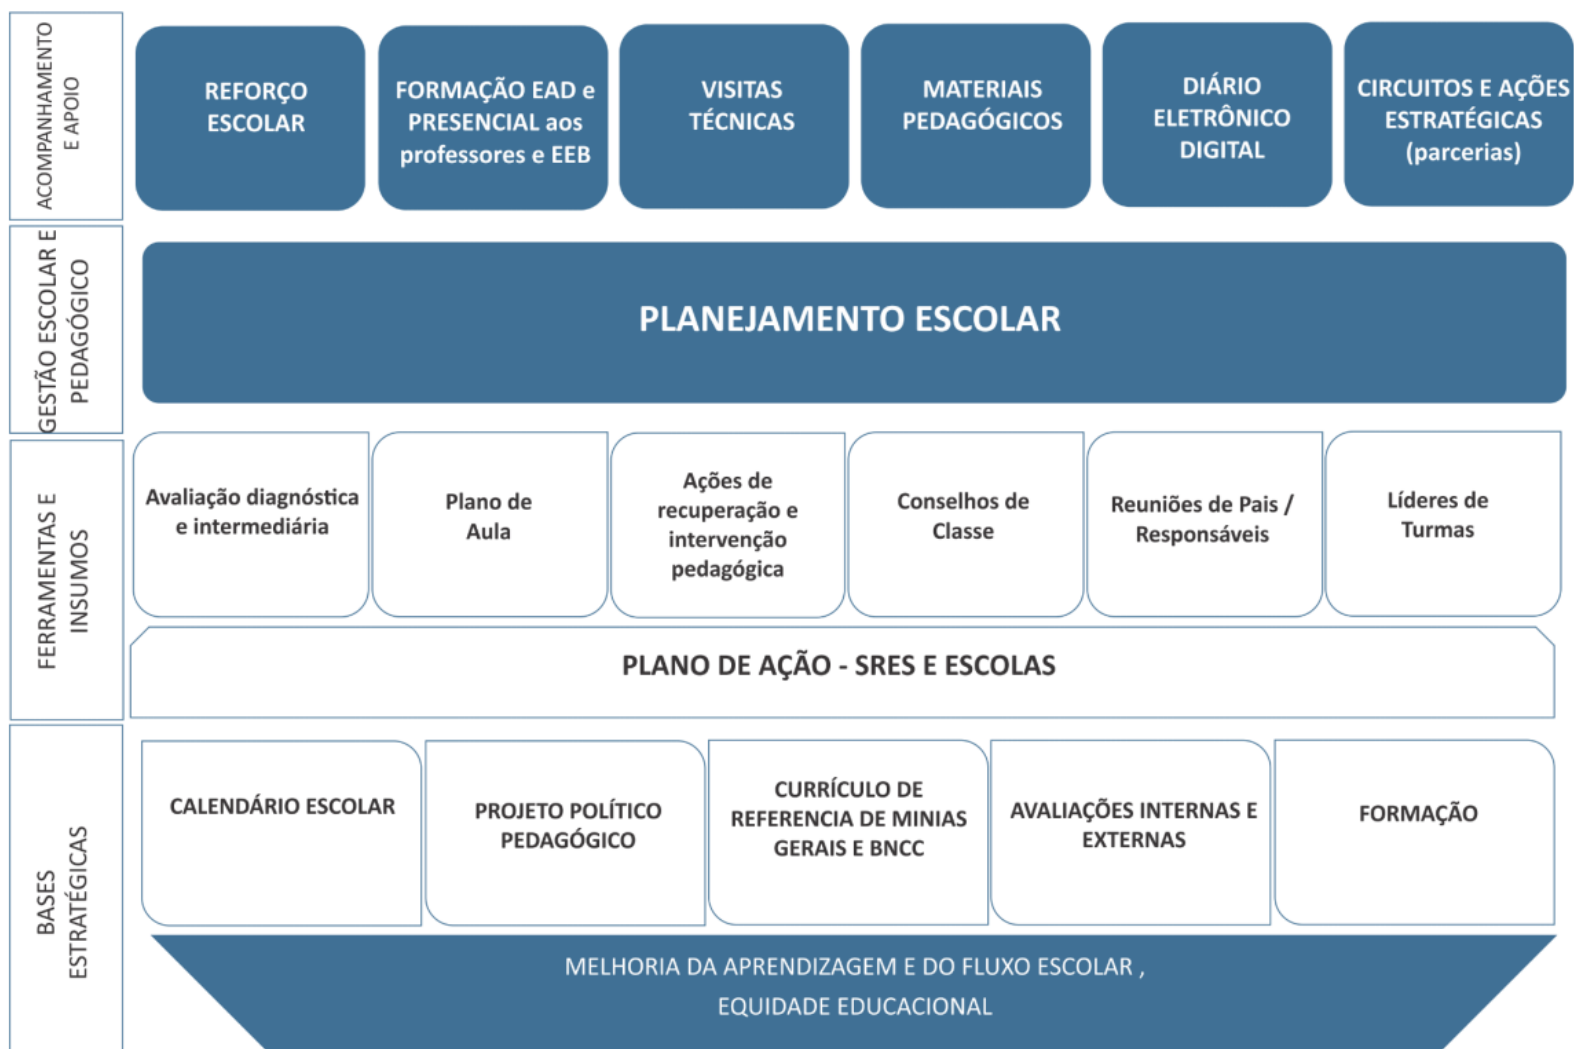 ACOMPANHAMENTO
E APOIO
REFORÇO
ESCOLAR
FORMAÇÃO EAD e
PRESENCIAL aos
professores e EEB
VISITAS
TÉCNICAS
MATERIAIS
PEDAGÓGICOS
DIÁRIO
ELETRÔNICO
DIGITAL
CIRCUITOS E AÇÕES
ESTRATÉGICAS
(parcerias)
GESTÃO ESCOLAR E
PEDAGÓGICO
PLANEJAMENTO ESCOLAR
FERRAMENTAS E
INSUMOS
Avaliação diagnóstica
e intermediária
Plano de
Aula
Ações de
recuperação e
intervenção
pedagógica
Conselhos de
Classe
Reuniões de Pais /
Responsáveis
Líderes de
Turmas
PLANO DE AÇÃO - SRES E ESCOLAS
BASES
ESTRATÉGICAS
CALENDÁRIO ESCOLAR
PROJETO POLÍTICO
PEDAGÓGICO
CURRÍCULO DE
REFERENCIA DE MINIAS
GERAIS E BNCC
AVALIAÇÕES INTERNAS E
EXTERNAS
FORMAÇÃO
MELHORIA DA APRENDIZAGEM E DO FLUXO ESCOLAR ,
EQUIDADE EDUCACIONAL